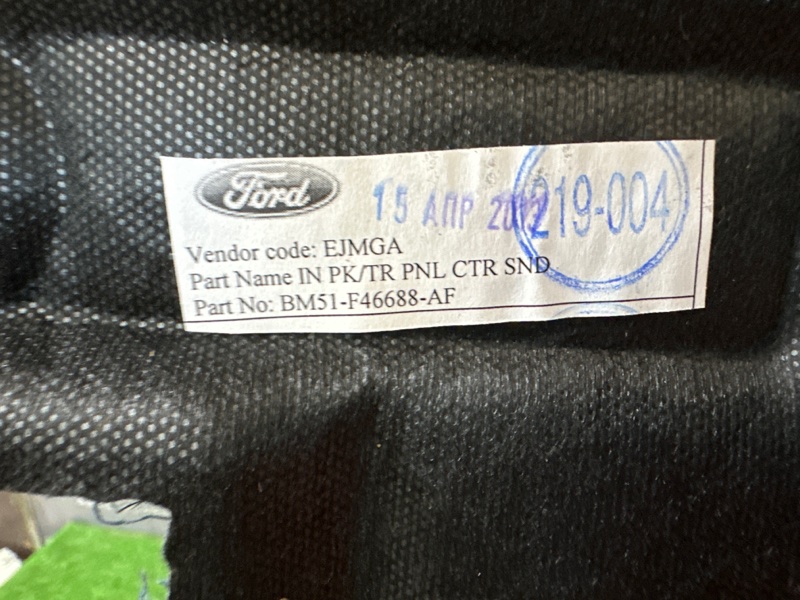 Ford
15 АПР 2012
219-004
Vendor code: EJMGA
Part Name IN PK/TR PNL CTR SND
Part No: BM51-F46688-AF